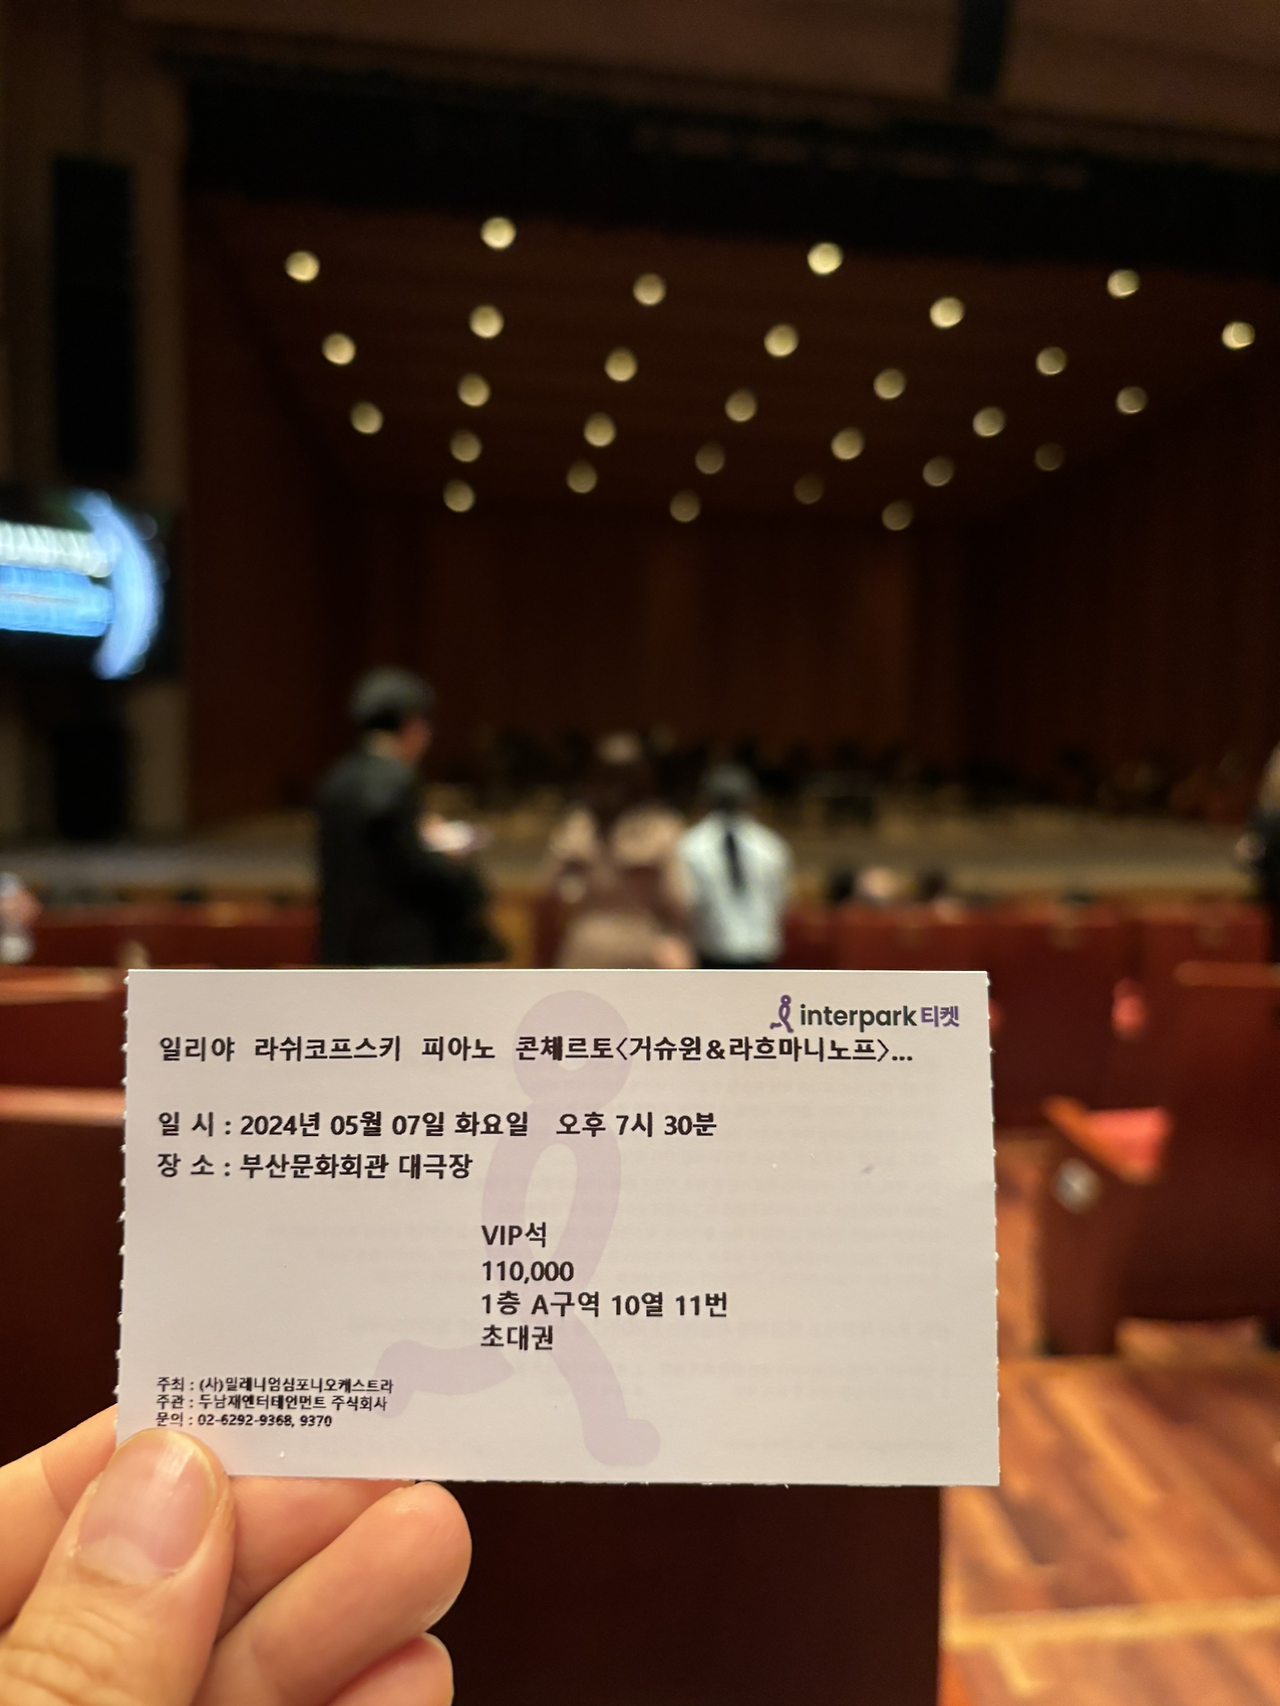 interpark 티켓
일리야 라쉬코프스키 피아노 콘체르토<거슈윈&라흐마니노프>...
일 시 : 2024년 05월 07일 화요일 오후 7시 30분
장 소 : 부산문화회관 대극장
VIP석
110,000
1층 A구역 10열 11번
초대권
주최 : (사)밀레니엄심포니오케스트라
주관 : 두남재엔터테인먼트 주식회사
문의 : 02-6292-9368, 9370